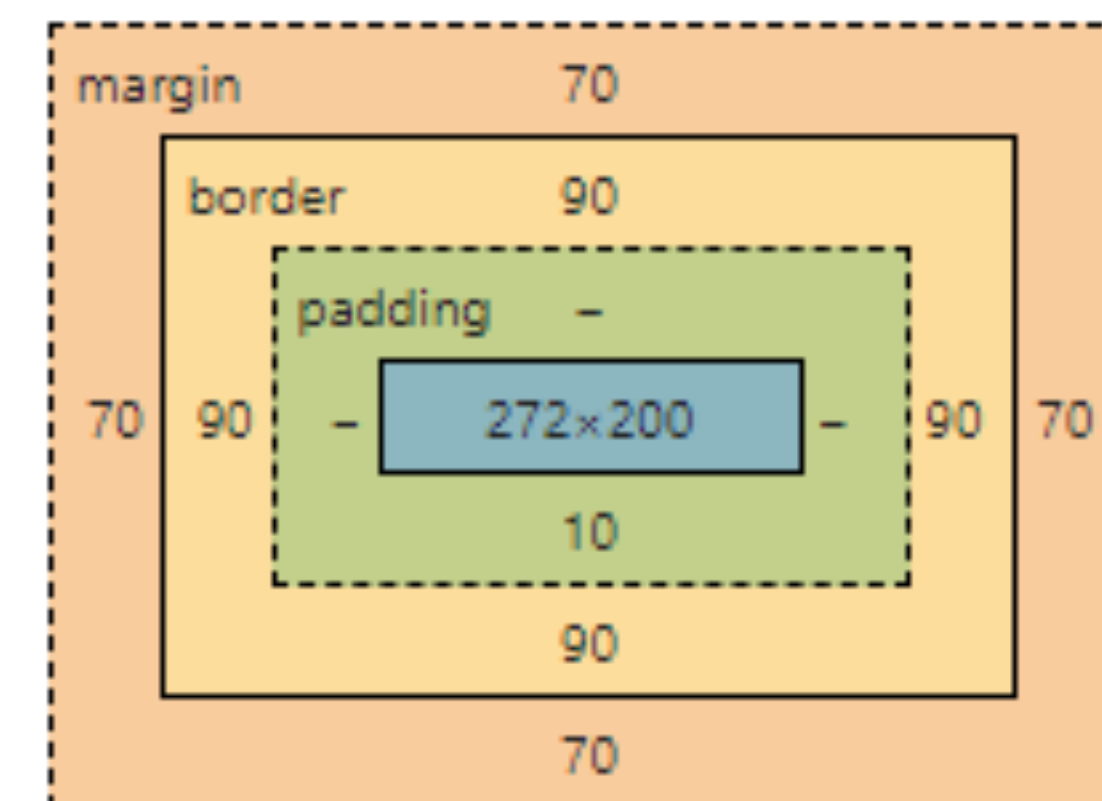 margin 70
border 90
padding –
70 90 – 272×200 – 90 70
10
90
70